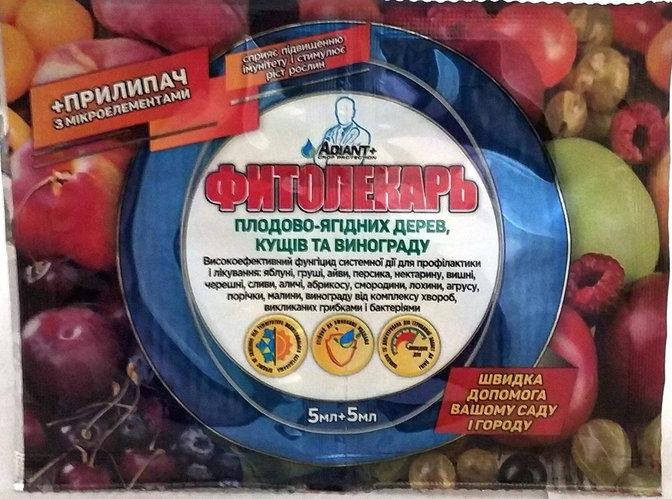 +ПРИЛИПАЧ
З МІКРОЕЛЕМЕНТАМИ
сприяє підвищенню
імунітету і стимулює
ріст рослин
ADIANT+
CROP PROTECTION
ФИТОЛЕКАРЬ
ПЛОДОВО-ЯГІДНИХ ДЕРЕВ,
КУЩІВ ТА ВИНОГРАДУ
Високоефективний фунгіцид системної дії для профілактики
і лікування: яблуні, груші, айви, персика, нектарину, вишні,
черешні, сливи, аличі, абрикосу, смородини, лохини, агрусу,
порічки, малини, винограду від комплексу хвороб,
викликаних грибками і бактеріями
5мл+5мл
ШВИДКА
ДОПОМОГА
ВАШОМУ САДУ
І ГОРОДУ